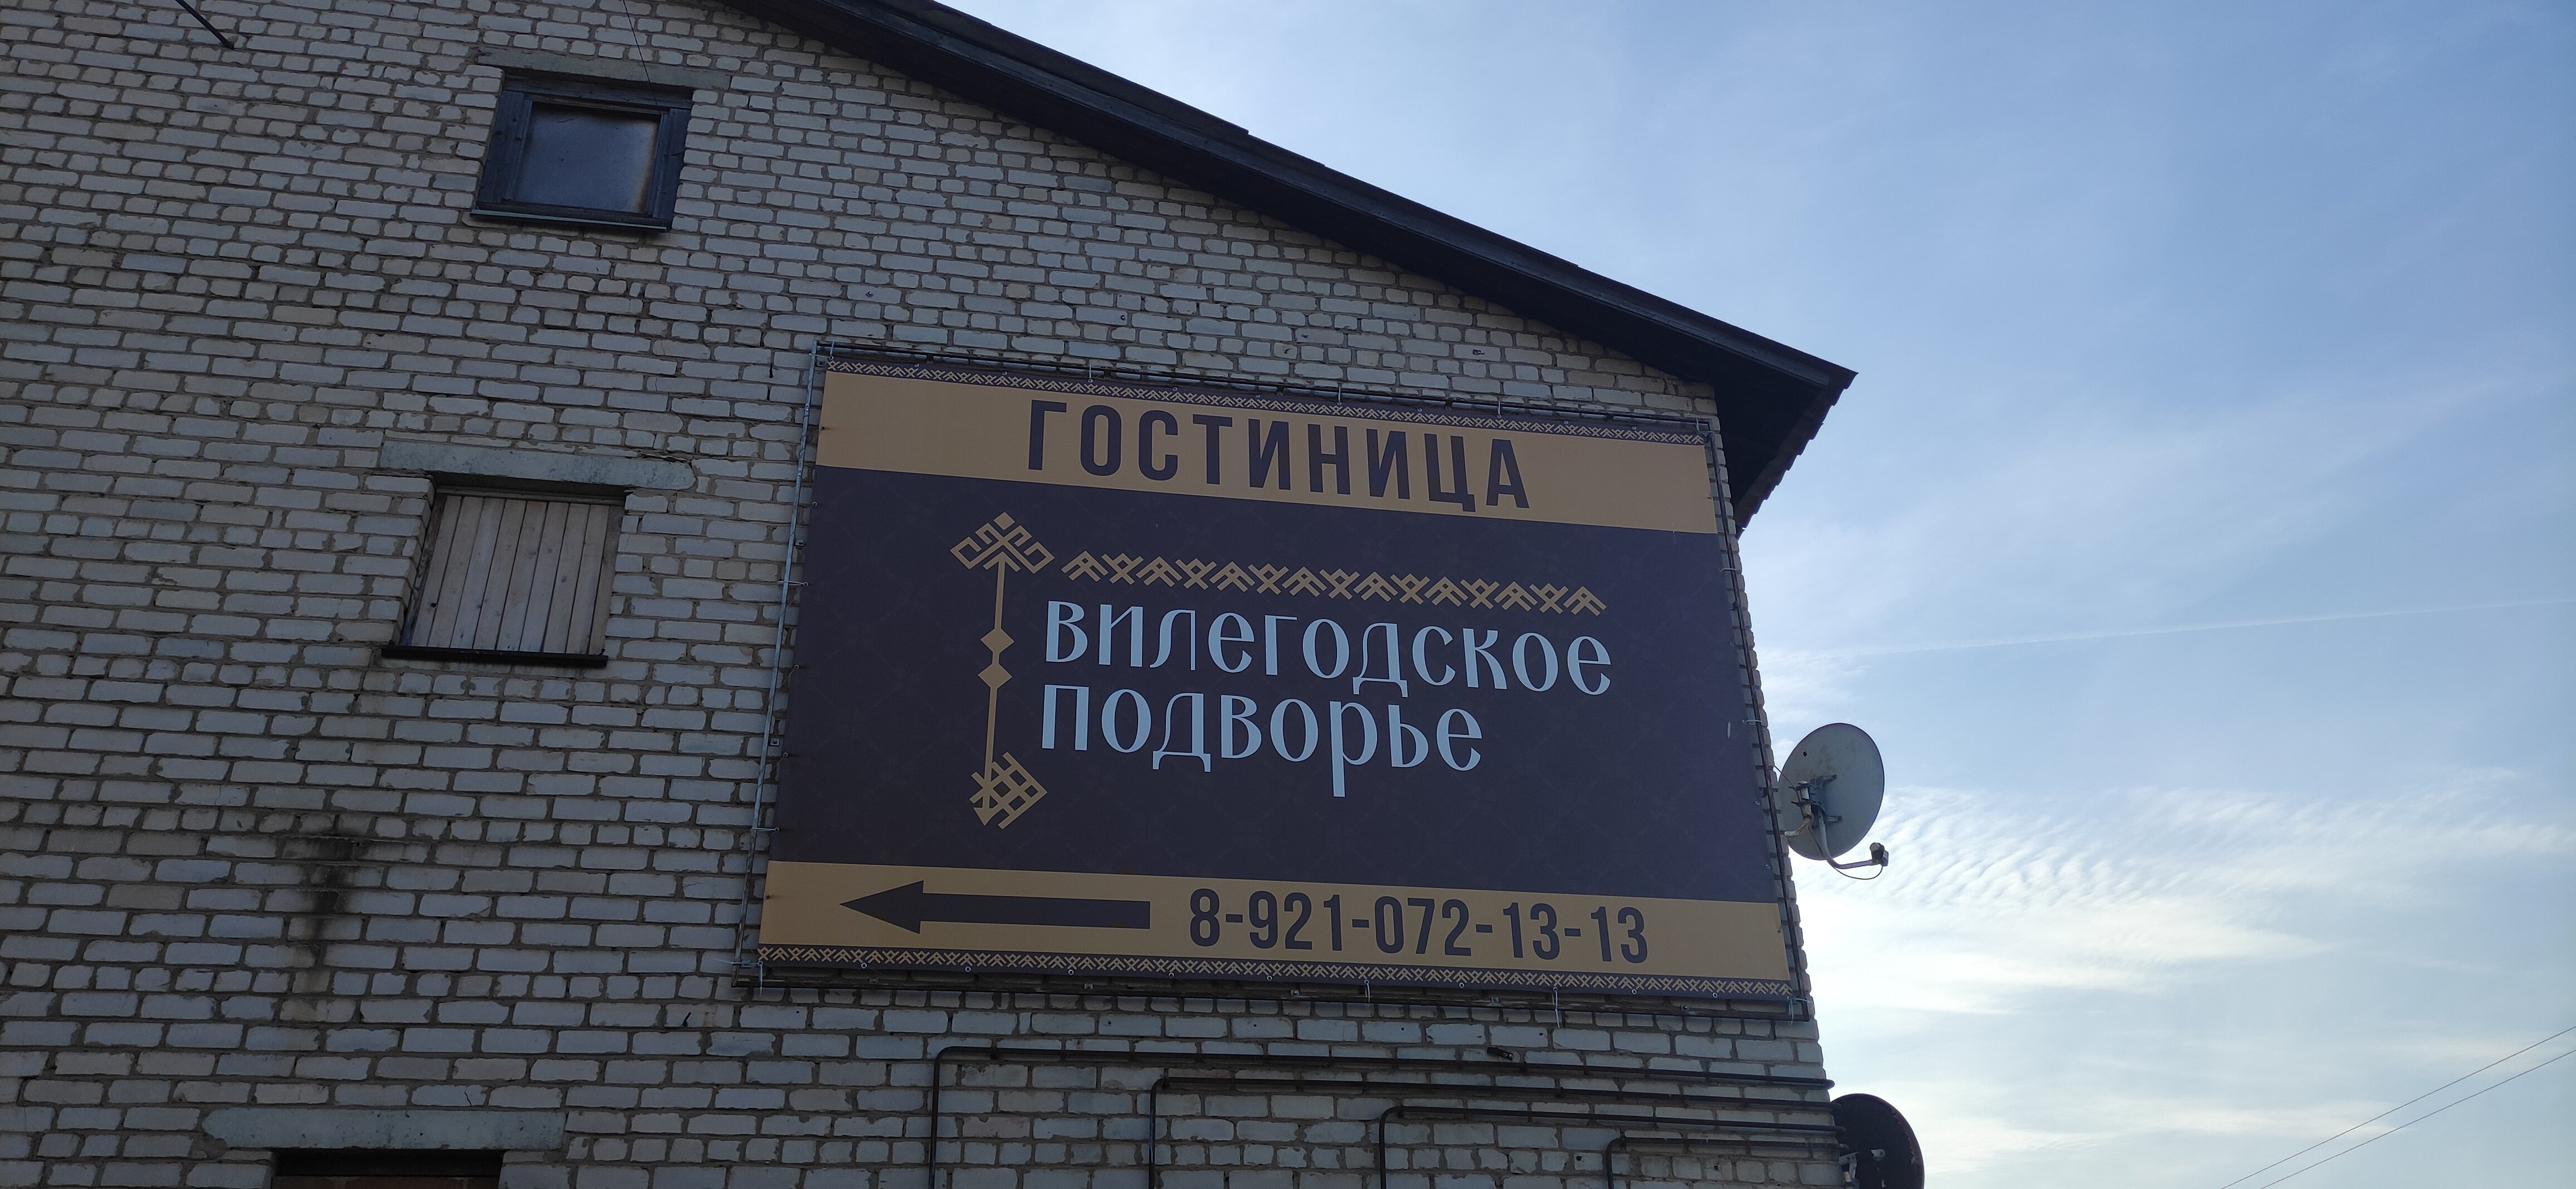 ГОСТИНИЦА
ВИЛЕГОДСКОЕ
ПОДВОРЬЕ
8-921-072-13-13